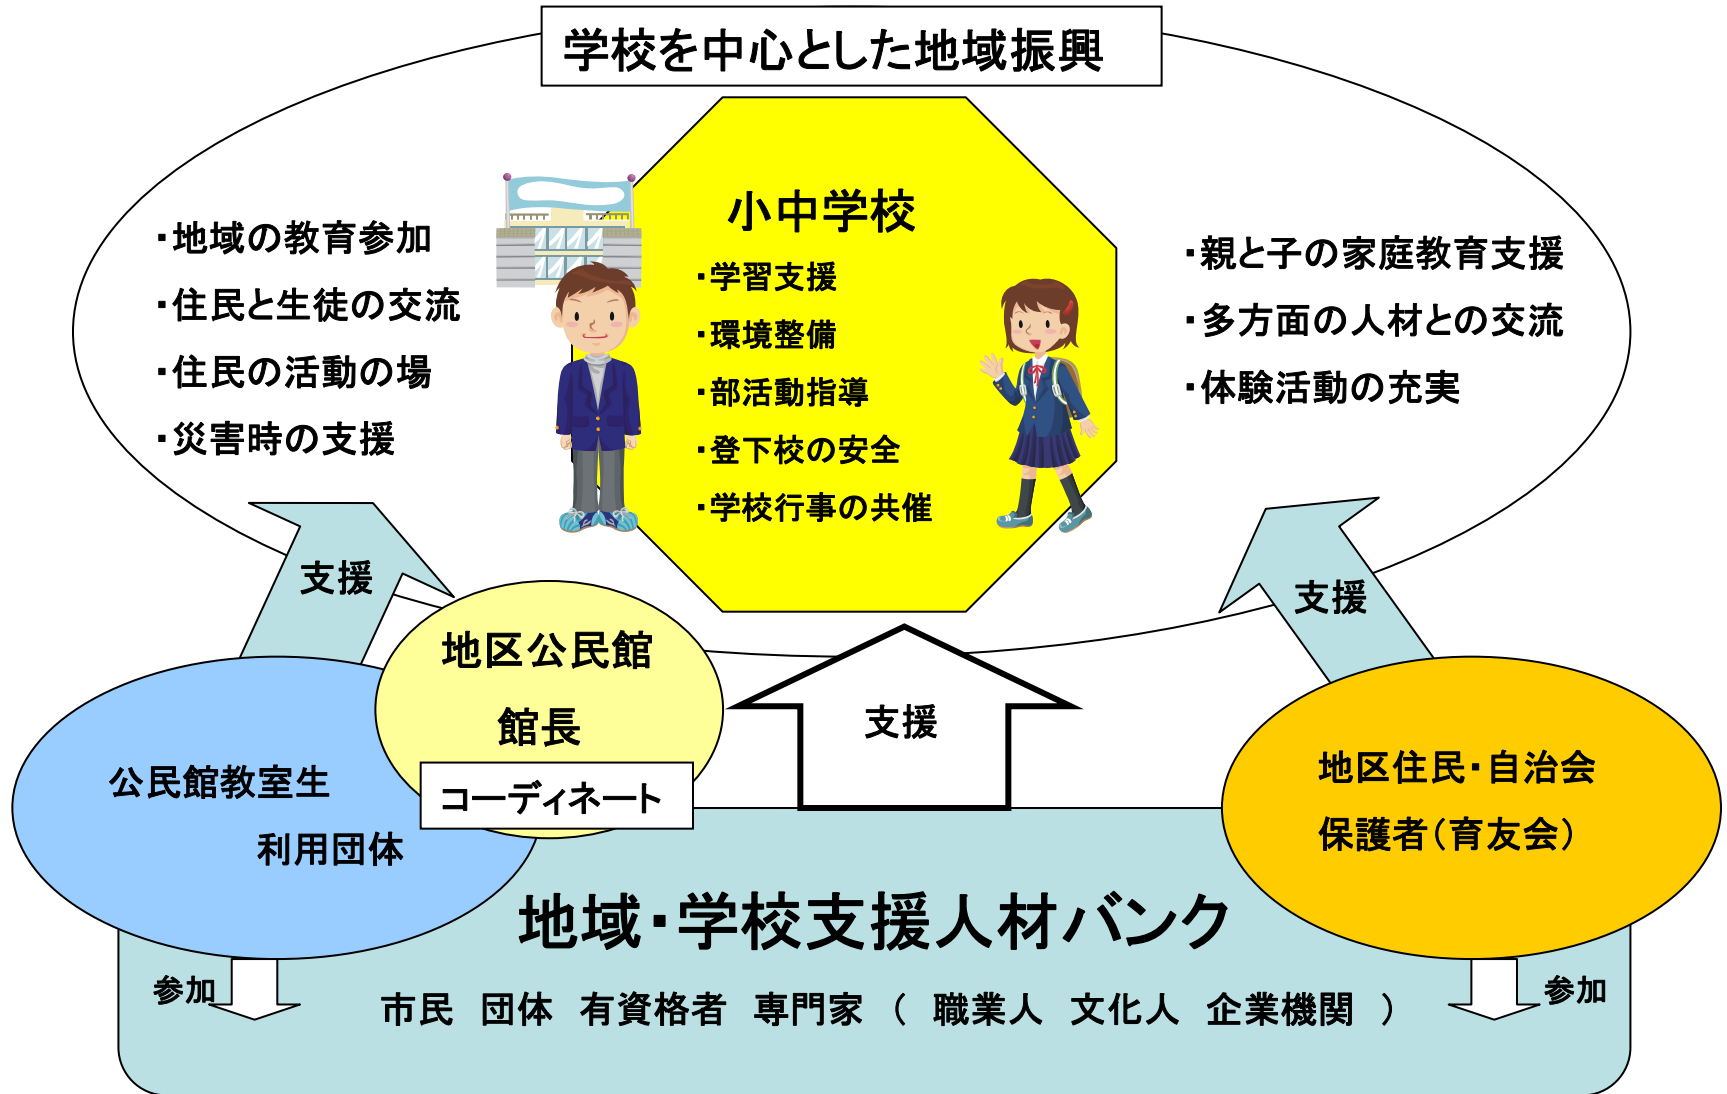 学校を中心とした地域振興
・地域の教育参加
・住民と生徒の交流
・住民の活動の場
・災害時の支援
小中学校
・学習支援
・環境整備
・部活動指導
・登下校の安全
・学校行事の共催
・親と子の家庭教育支援
・多方面の人材との交流
・体験活動の充実
支援
支援
支援
地区公民館
館長
コーディネート
公民館教室生
利用団体
地区住民・自治会
保護者(育友会)
地域・学校支援人材バンク
参加
市民 団体 有資格者 専門家 ( 職業人 文化人 企業機関 )
参加